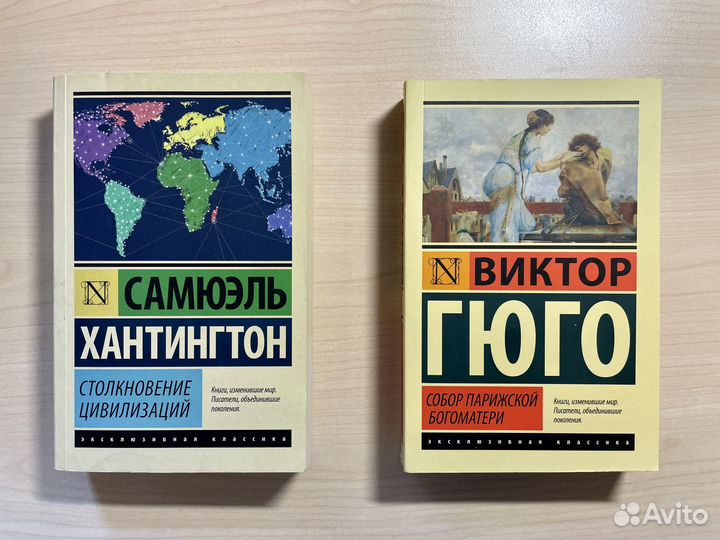 САМЮЭЛЬ
ХАНТИНГТОН
СТОЛКНОВЕНИЕ
ЦИВИЛИЗАЦИЙ
Книги, изменившие мир.
Писатели, объединившие
поколения.
эксклюзивная классика
N ВИКТОР
ГЮГО
СОБОР ПАРИЖСКОЙ
БОГОМАТЕРИ
Книги, изменившие мир.
Писатели, объединившие
поколения.
эксклюзивная классика
Avito